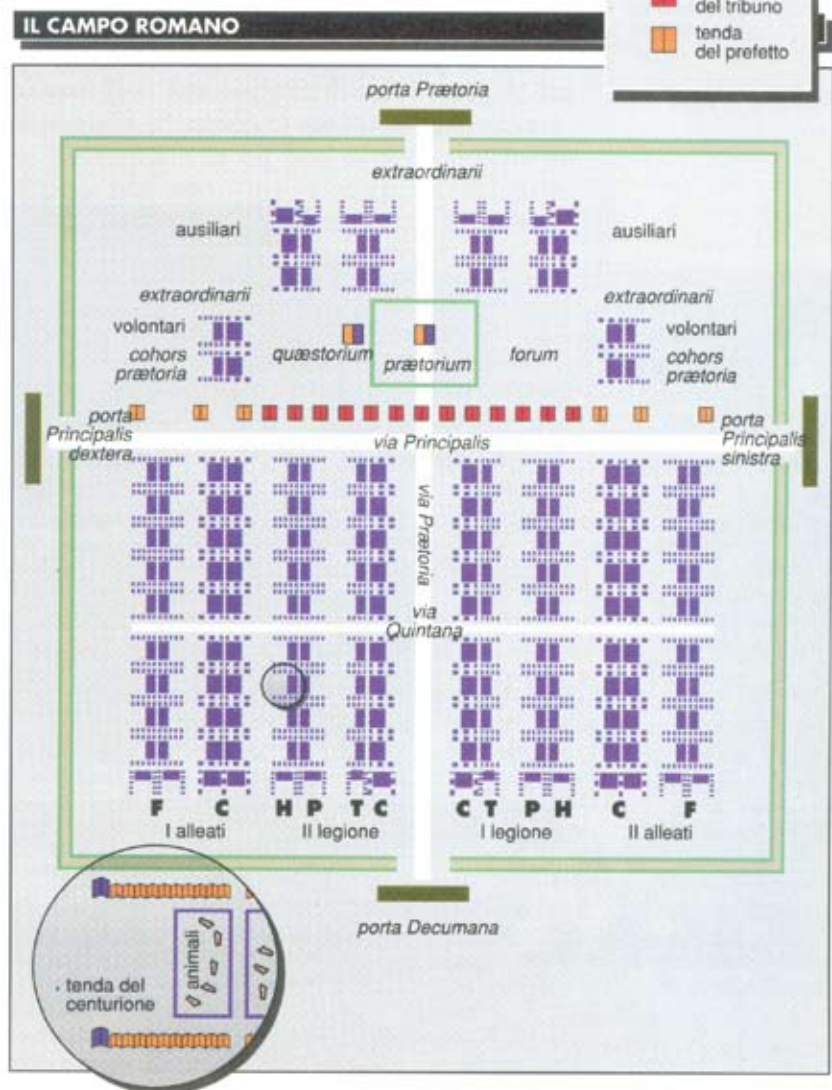 IL CAMPO ROMANO
del tribuno
tenda
del prefetto
porta Prætoria
extraordinarii
ausiliari
ausiliari
extraordinarii
extraordinarii
volontari
volontari
cohors
prætoria
quæstorium
prætorium
forum
cohors
prætoria
porta
Principalis
dextera
via Principalis
porta
Principalis
sinistra
via Prætoria
via
Quintana
F C H P T C C T P H C F
I alleati II legione I legione II alleati
porta Decumana
animali
tenda del
centurione